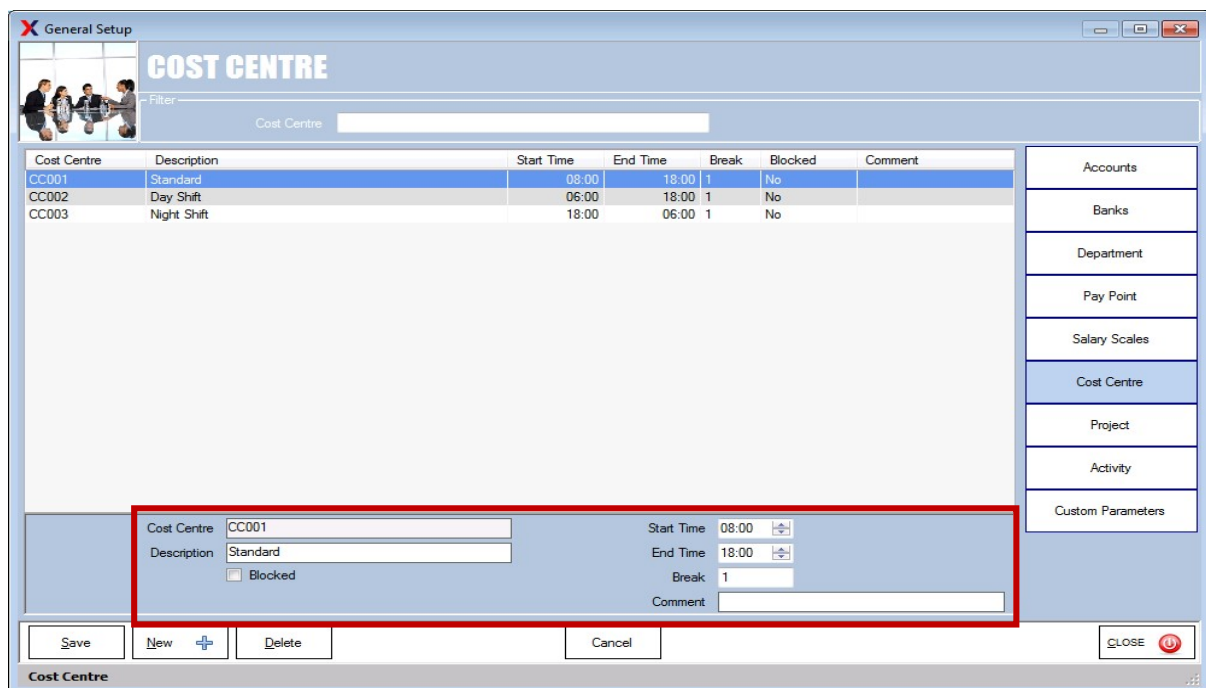 General Setup
COST CENTRE
Filter
Cost Centre
Cost Centre Description Start Time End Time Break Blocked Comment
CC001 Standard 08:00 18:00 1 No
CC002 Day Shift 06:00 18:00 1 No
CC003 Night Shift 18:00 06:00 1 No
Accounts
Banks
Department
Pay Point
Salary Scales
Cost Centre
Project
Activity
Custom Parameters
Cost Centre CC001 Start Time 08:00
Description Standard End Time 18:00
Blocked Break 1
Comment
Save New Delete Cancel CLOSE
Cost Centre